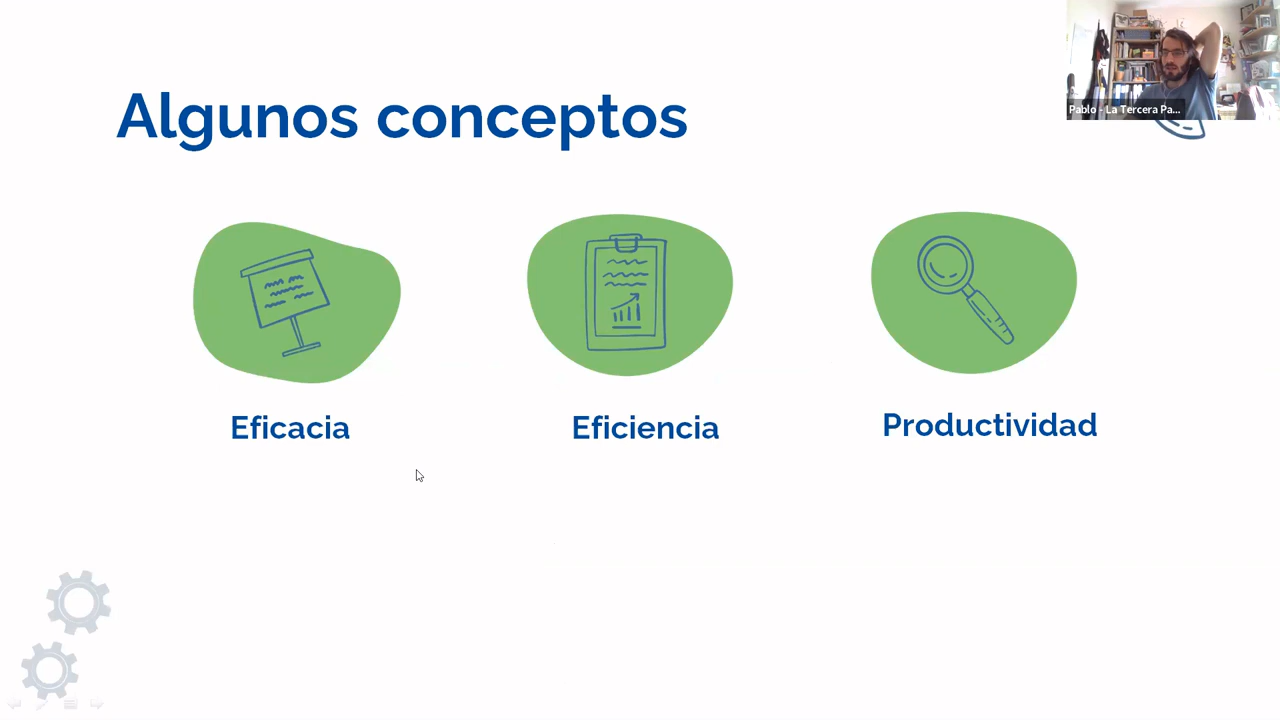 Algunos conceptos
Pablo - La Tercera Pa...
Eficacia
Eficiencia
Productividad